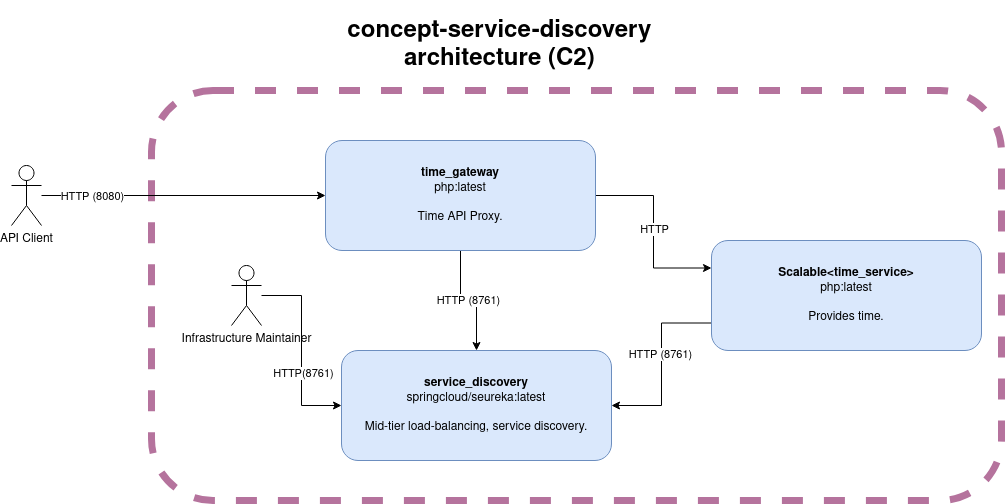 concept-service-discovery
architecture (C2)
time_gateway
php:latest
Time API Proxy.
HTTP (8080)
API Client
HTTP
Scalable<time_service>
php:latest
Provides time.
HTTP (8761)
Infrastructure Maintainer
HTTP (8761)
HTTP(8761)
service_discovery
springcloud/seureka:latest
Mid-tier load-balancing, service discovery.